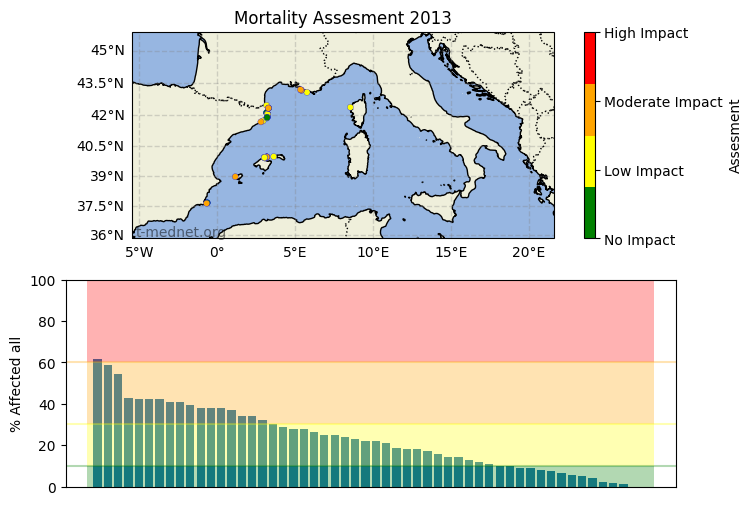 Mortality Assesment 2013
45°N
43.5°N
42°N
40.5°N
39°N
37.5°N
36°N
t-mednet.org
5°W
0°
5°E
10°E
15°E
20°E
High Impact
Moderate Impact
Low Impact
No Impact
Assesment
100
80
60
40
20
0
% Affected all